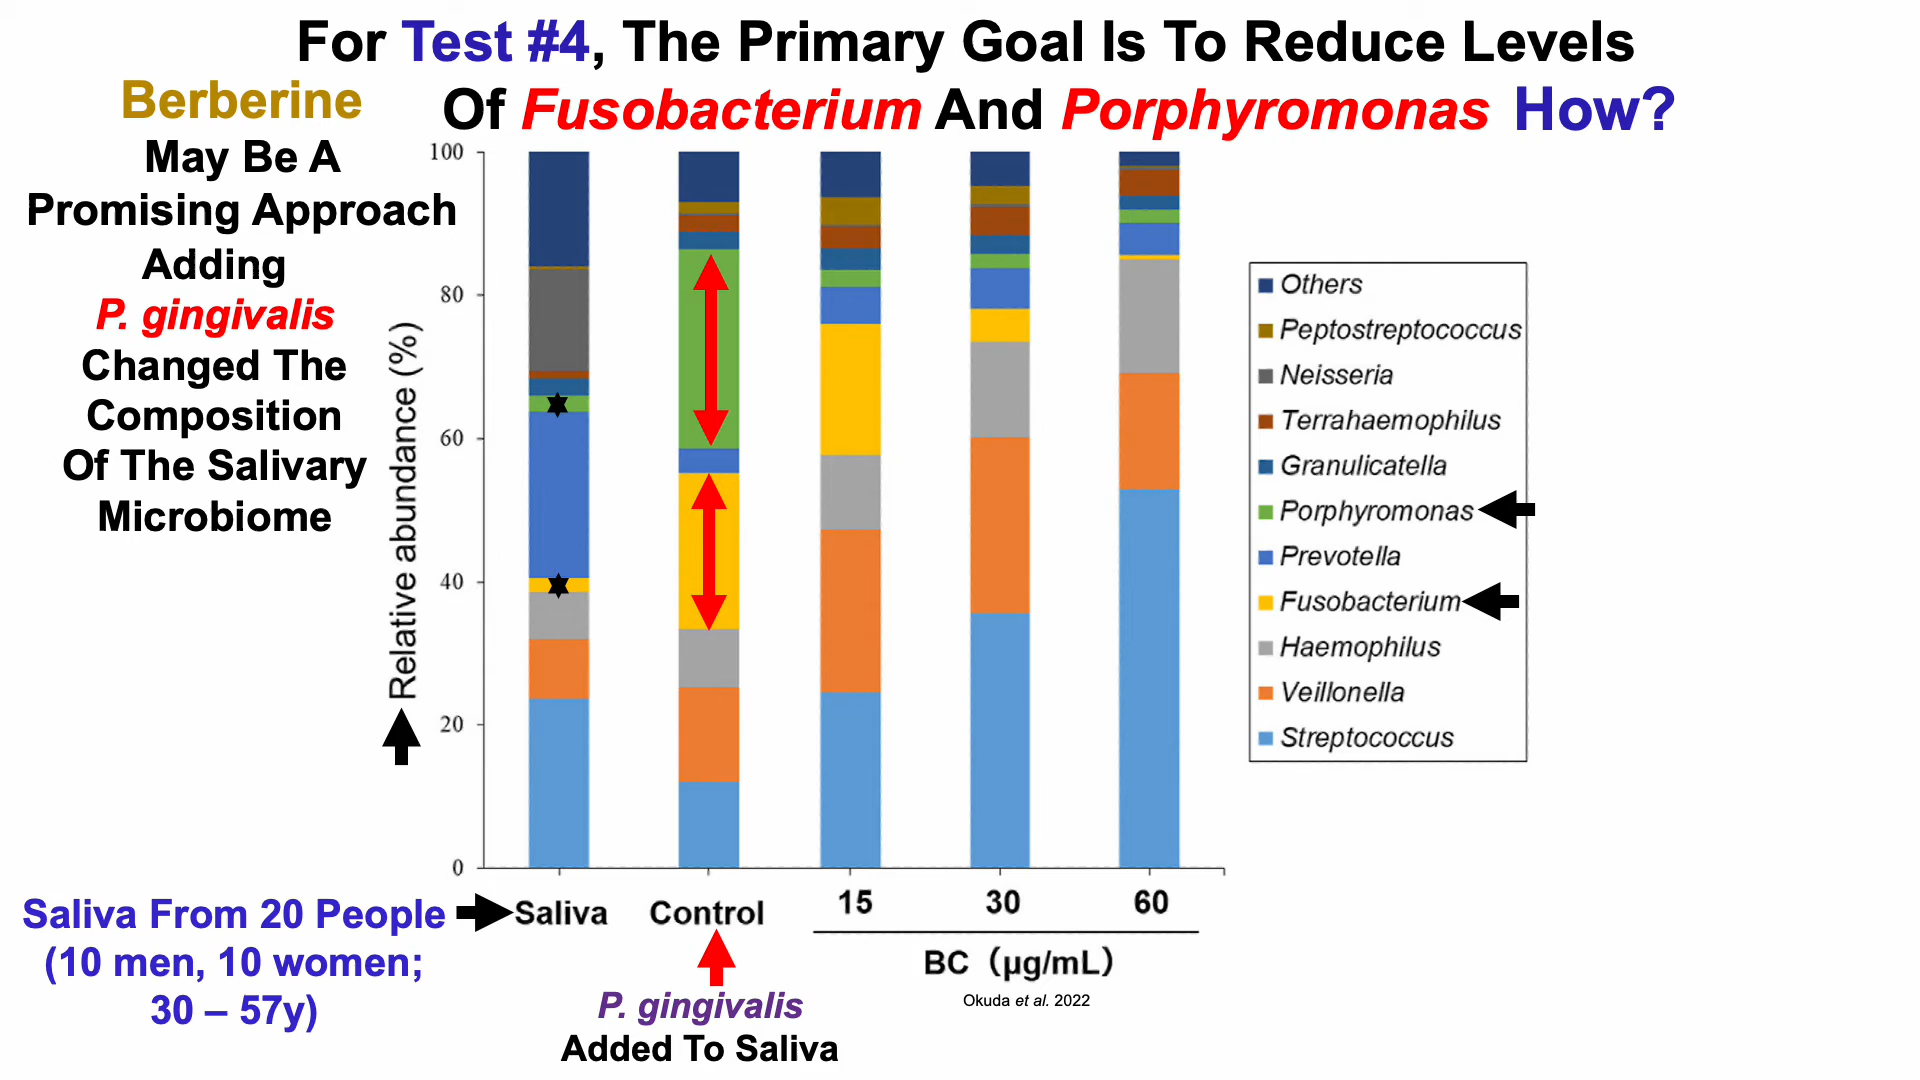 For Test #4, The Primary Goal Is To Reduce Levels
Of Fusobacterium And Porphyromonas How?
Berberine
May Be A
Promising Approach
Adding
P. gingivalis
Changed The
Composition
Of The Salivary
Microbiome
Relative abundance (%)
100
80
60
40
20
0
Others
Peptostreptococcus
Neisseria
Terrahaemophilus
Granulicatella
Porphyromonas
Prevotella
Fusobacterium
Haemophilus
Veillonella
Streptococcus
Saliva From 20 People
(10 men, 10 women;
30 – 57y)
Saliva
Control
15
30
60
BC (μg/mL)
Okuda et al. 2022
P. gingivalis
Added To Saliva